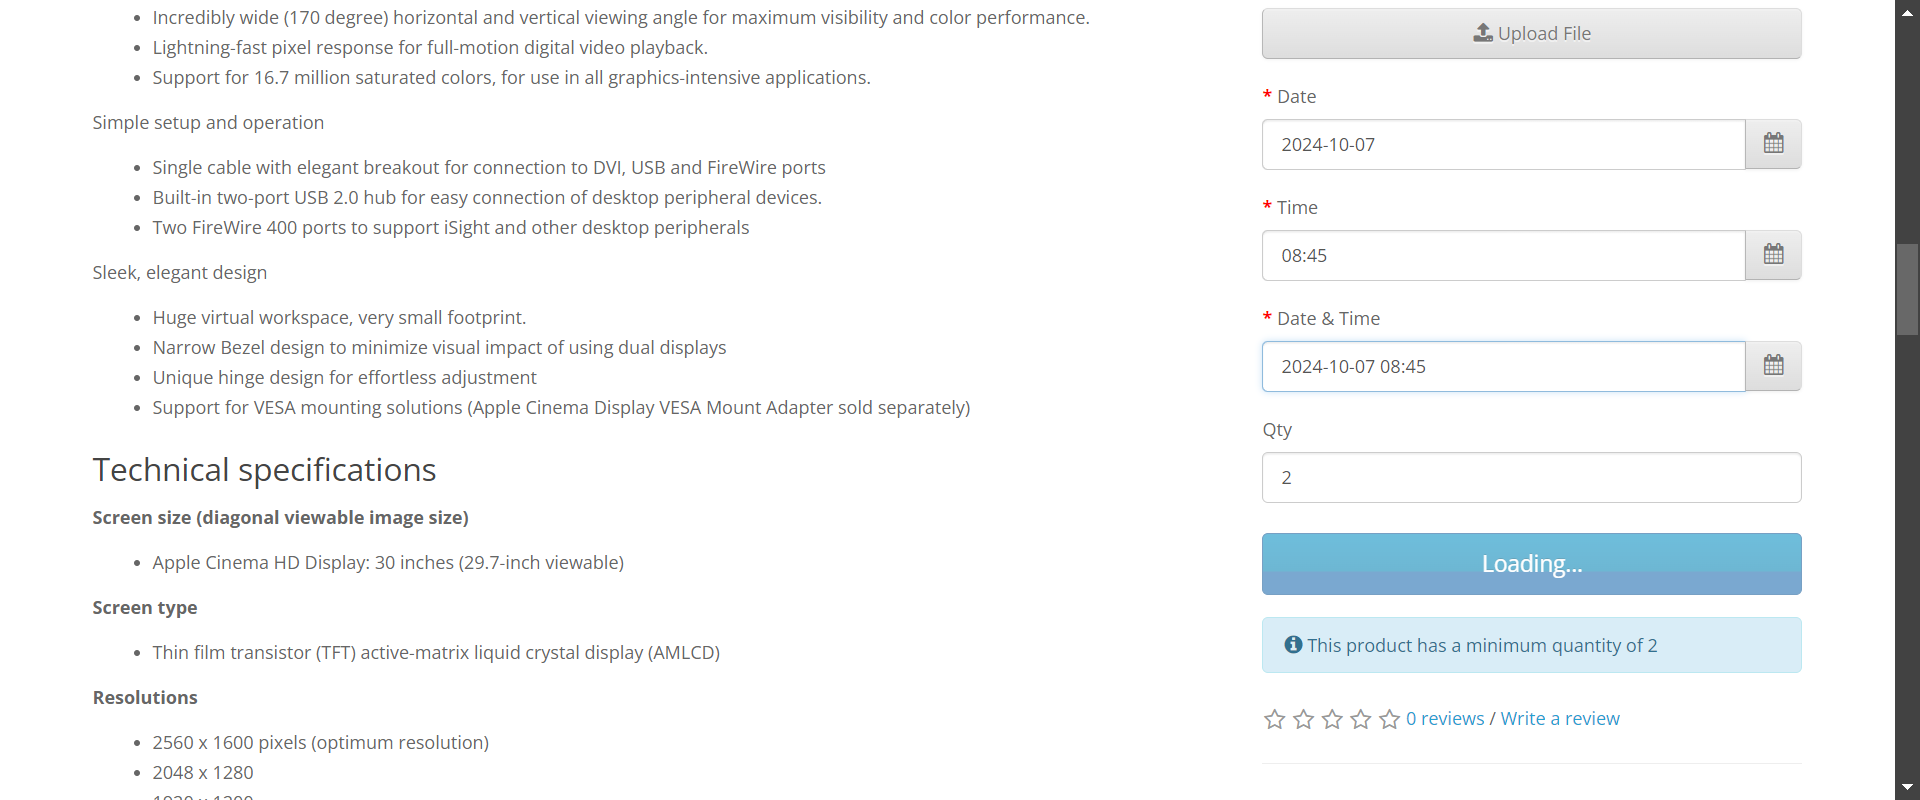 Incredibly wide (170 degree) horizontal and vertical viewing angle for maximum visibility and color performance.
Lightning-fast pixel response for full-motion digital video playback.
Support for 16.7 million saturated colors, for use in all graphics-intensive applications.
Simple setup and operation
Single cable with elegant breakout for connection to DVI, USB and FireWire ports
Built-in two-port USB 2.0 hub for easy connection of desktop peripheral devices.
Two FireWire 400 ports to support iSight and other desktop peripherals
Sleek, elegant design
Huge virtual workspace, very small footprint.
Narrow Bezel design to minimize visual impact of using dual displays
Unique hinge design for effortless adjustment
Support for VESA mounting solutions (Apple Cinema Display VESA Mount Adapter sold separately)
Technical specifications
Screen size (diagonal viewable image size)
Apple Cinema HD Display: 30 inches (29.7-inch viewable)
Screen type
Thin film transistor (TFT) active-matrix liquid crystal display (AMLCD)
Resolutions
2560 x 1600 pixels (optimum resolution)
2048 x 1280
Upload File
* Date
2024-10-07
* Time
08:45
* Date & Time
2024-10-07 08:45
Qty
2
Loading...
This product has a minimum quantity of 2
0 reviews / Write a review